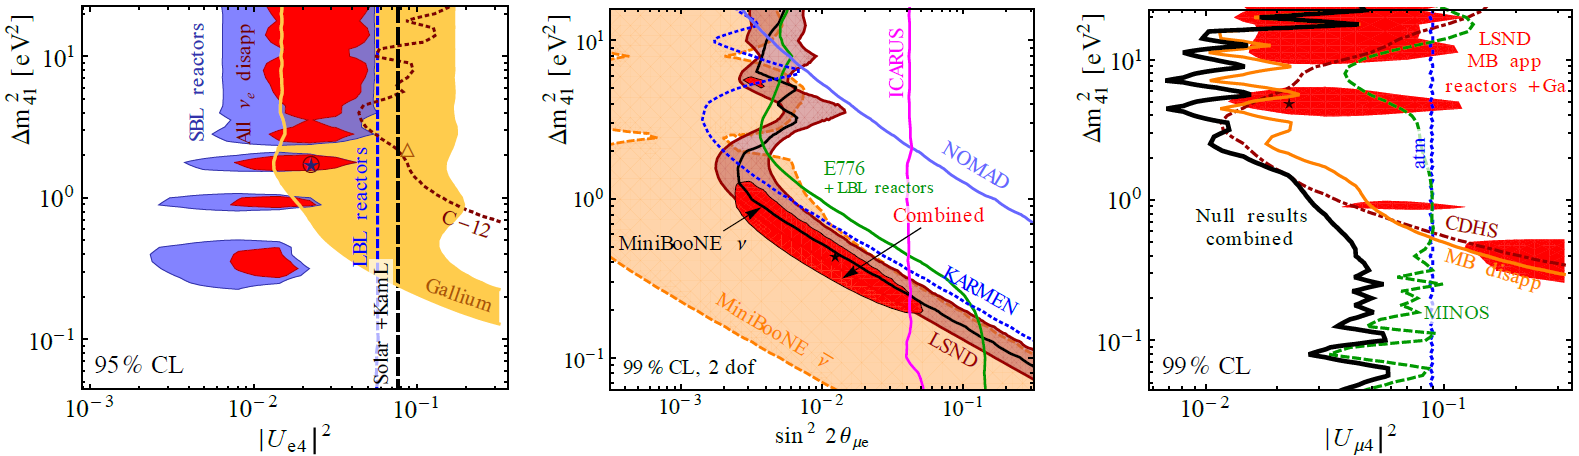 Δm²₄₁ [eV²]
10¹
10⁰
10⁻¹
SBL reactors
All νₑ disapp
LBL reactors
Solar +KamL
C−12
Gallium
95% CL
10⁻³
10⁻²
10⁻¹
|Uₑ₄|²
Δm²₄₁ [eV²]
10¹
10⁰
10⁻¹
ICARUS
NOMAD
E776
+LBL reactors
Combined
MiniBooNE ν
KARMEN
MiniBooNE ν̅
LSND
99% CL, 2 dof
10⁻³
10⁻²
10⁻¹
sin² 2θμₑ
Δm²₄₁ [eV²]
10¹
10⁰
10⁻¹
LSND
MB app
reactors +Ga
atm
Null results
combined
CDHS
MB disapp
MINOS
99% CL
10⁻²
10⁻¹
|Uμ₄|²